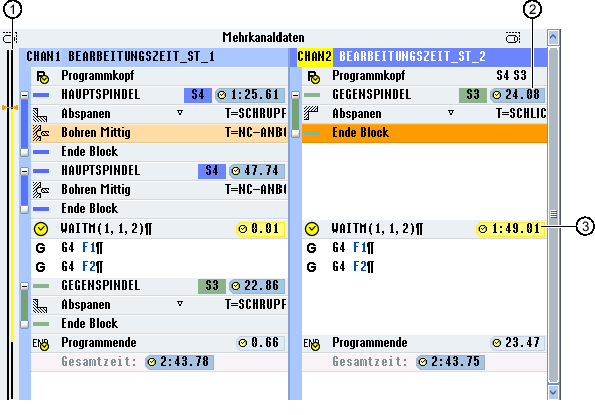 1
2
Mehrkanaldaten
CHAN1 BEARBEITUNGSZEIT_ST_1
CHAN2 BEARBEITUNGSZEIT_ST_2
Programmkopf
Programmkopf S4 S3
HAUPTSPINDEL S4 1:25.61
GEGENSPINDEL S3 24.88
Abspanen ▿ T=SCHRUPF
Abspanen ▿ T=SCHLIC
Bohren Mittig T=NC-ANBO
Ende Block
Ende Block
HAUPTSPINDEL S4 47.74
Bohren Mittig T=NC-ANBO
Ende Block
WAITM(1,1,2)¶ 0.01
WAITM(1,1,2)¶ 1:49.01
3
G G4 F1¶
G G4 F1¶
G G4 F2¶
G G4 F2¶
GEGENSPINDEL S3 22.86
Abspanen ▿ T=SCHRUPF
Ende Block
END Programmende 0.66
END Programmende 23.47
Gesamtzeit: 2:43.78
Gesamtzeit: 2:43.75